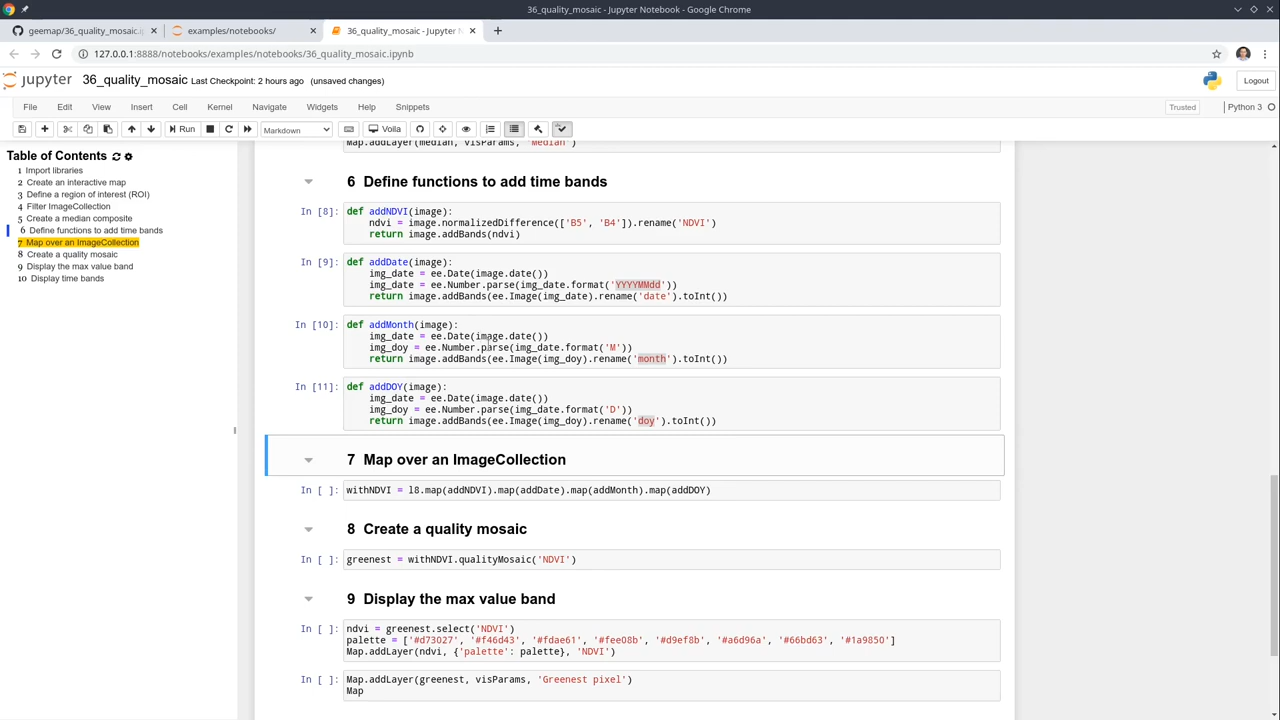 36_quality_mosaic - Jupyter Notebook - Google Chrome
geemap/36_quality_mosaic.i
examples/notebooks/
36_quality_mosaic - Jupyter N
127.0.0.1:8888/notebooks/examples/notebooks/36_quality_mosaic.ipynb
jupyter 36_quality_mosaic Last Checkpoint: 2 hours ago (unsaved changes)
Logout
File Edit View Insert Cell Kernel Navigate Widgets Help Snippets
Trusted
Python 3
Run
Markdown
Voila
Table of Contents
1 Import libraries
2 Create an interactive map
3 Define a region of interest (ROI)
4 Filter ImageCollection
5 Create a median composite
6 Define functions to add time bands
7 Map over an ImageCollection
8 Create a quality mosaic
9 Display the max value band
10 Display time bands
Map.addLayer(median, visParams, 'Median')
6 Define functions to add time bands
In [8]: def addNDVI(image):
ndvi = image.normalizedDifference(['B5', 'B4']).rename('NDVI')
return image.addBands(ndvi)
In [9]: def addDate(image):
img_date = ee.Date(image.date())
img_date = ee.Number.parse(img_date.format('YYYYMMdd'))
return image.addBands(ee.Image(img_date).rename('date').toInt())
In [10]: def addMonth(image):
img_date = ee.Date(image.date())
img_doy = ee.Number.parse(img_date.format('M'))
return image.addBands(ee.Image(img_doy).rename('month').toInt())
In [11]: def addDOY(image):
img_date = ee.Date(image.date())
img_doy = ee.Number.parse(img_date.format('D'))
return image.addBands(ee.Image(img_doy).rename('doy').toInt())
7 Map over an ImageCollection
In [ ]: withNDVI = l8.map(addNDVI).map(addDate).map(addMonth).map(addDOY)
8 Create a quality mosaic
In [ ]: greenest = withNDVI.qualityMosaic('NDVI')
9 Display the max value band
In [ ]: ndvi = greenest.select('NDVI')
palette = ['#d73027', '#f46d43', '#fdae61', '#fee08b', '#d9ef8b', '#a6d96a', '#66bd63', '#1a9850']
Map.addLayer(ndvi, {'palette': palette}, 'NDVI')
In [ ]: Map.addLayer(greenest, visParams, 'Greenest pixel')
Map